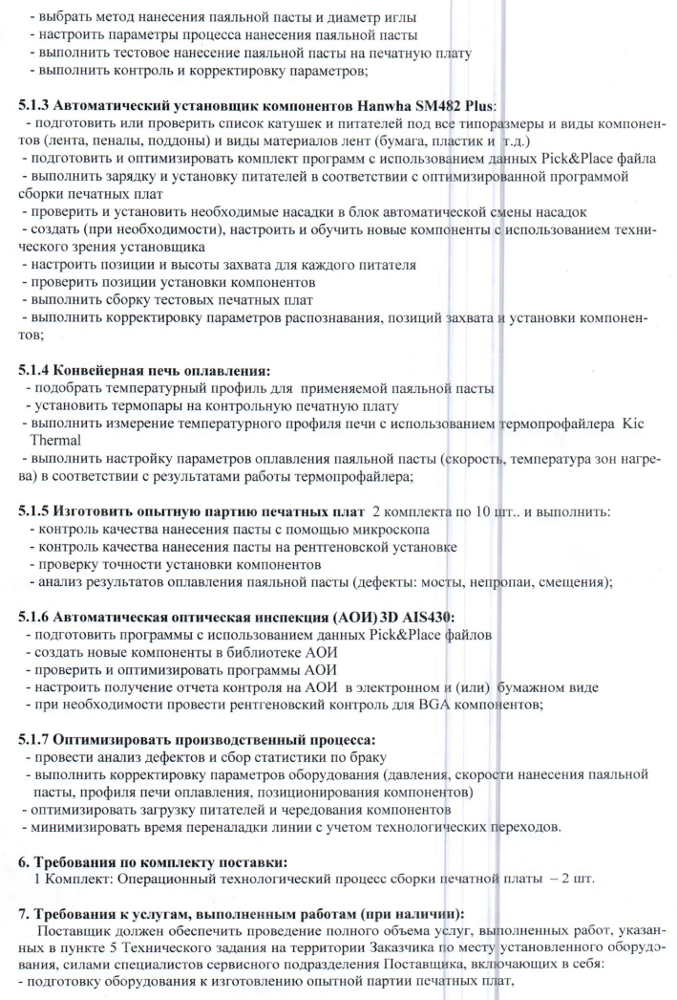 - выбрать метод нанесения паяльной пасты и диаметр иглы
- настроить параметры процесса нанесения паяльной пасты
- выполнить тестовое нанесение паяльной пасты на печатную плату
- выполнить контроль и корректировку параметров;
5.1.3 Автоматический установщик компонентов Hanwha SM482 Plus:
- подготовить или проверить список катушек и питателей под все типоразмеры и виды компонен-
тов (лента, пеналы, поддоны) и виды материалов лент (бумага, пластик и т.д.)
- подготовить и оптимизировать комплект программ с использованием данных Pick&Place файла
- выполнить зарядку и установку питателей в соответствии с оптимизированной программой
сборки печатных плат
- проверить и установить необходимые насадки в блок автоматической смены насадок
- создать (при необходимости), настроить и обучить новые компоненты с использованием техни-
ческого зрения установщика
- настроить позиции и высоты захвата для каждого питателя
- проверить позиции установки компонентов
- выполнить сборку тестовых печатных плат
- выполнить корректировку параметров распознавания, позиций захвата и установки компонен-
тов;
5.1.4 Конвейерная печь оплавления:
- подобрать температурный профиль для применяемой паяльной пасты
- установить термопары на контрольную печатную плату
- выполнить измерение температурного профиля печи с использованием термопрофайлера Kic
Thermal
- выполнить настройку параметров оплавления паяльной пасты (скорость, температура зон нагре-
ва) в соответствии с результатами работы термопрофайлера;
5.1.5 Изготовить опытную партию печатных плат 2 комплекта по 10 шт.. и выполнить:
- контроль качества нанесения пасты с помощью микроскопа
- контроль качества нанесения пасты на рентгеновской установке
- проверку точности установки компонентов
- анализ результатов оплавления паяльной пасты (дефекты: мосты, непропаи, смещения);
5.1.6 Автоматическая оптическая инспекция (АОИ) 3D AIS430:
- подготовить программы с использованием данных Pick&Place файлов
- создать новые компоненты в библиотеке АОИ
- проверить и оптимизировать программы АОИ
- настроить получение отчета контроля на АОИ в электронном и (или) бумажном виде
- при необходимости провести рентгеновский контроль для BGA компонентов;
5.1.7 Оптимизировать производственный процесса:
- провести анализ дефектов и сбор статистики по браку
- выполнить корректировку параметров оборудования (давления, скорости нанесения паяльной
пасты, профиля печи оплавления, позиционирования компонентов)
- оптимизировать загрузку питателей и чередования компонентов
- минимизировать время переналадки линии с учетом технологических переходов.
6. Требования по комплекту поставки:
1 Комплект: Операционный технологический процесс сборки печатной платы – 2 шт.
7. Требования к услугам, выполненным работам (при наличии):
Поставщик должен обеспечить проведение полного объема услуг, выполненных работ, указан-
ных в пункте 5 Технического задания на территории Заказчика по месту установленного оборудо-
вания, силами специалистов сервисного подразделения Поставщика, включающих в себя:
- подготовку оборудования к изготовлению опытной партии печатных плат,